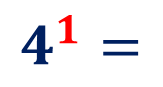 4¹ =